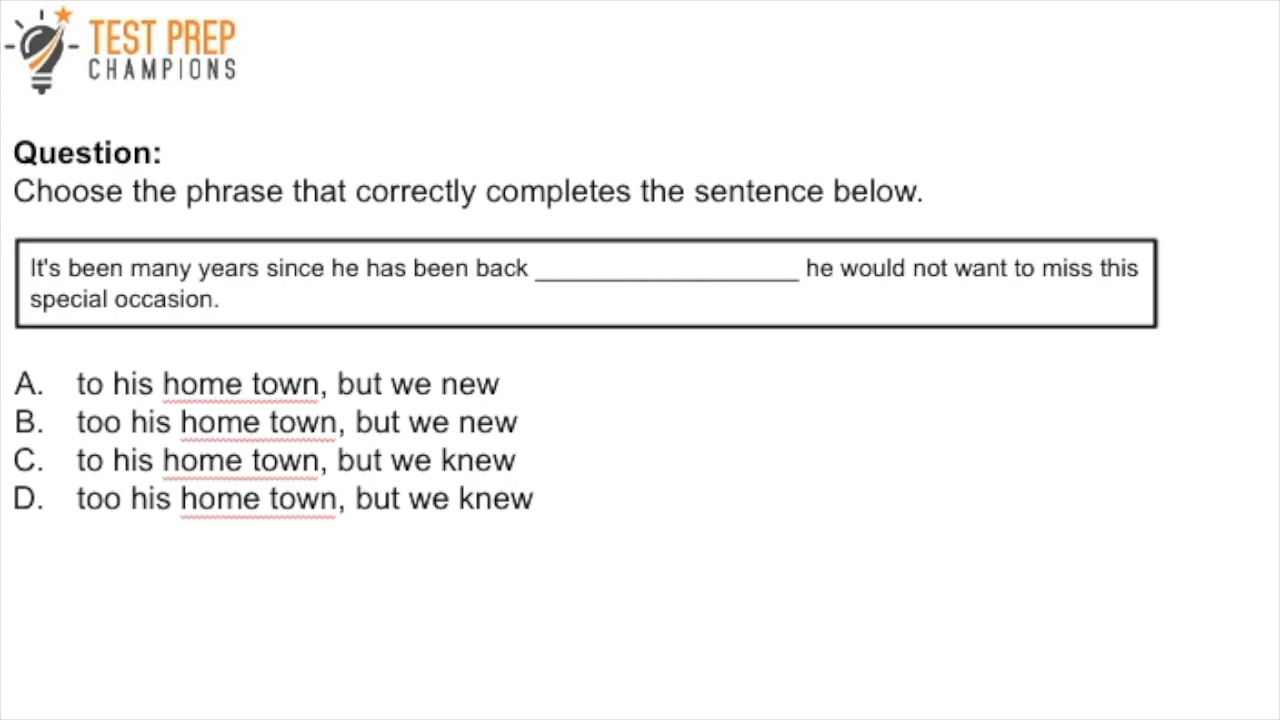 TEST PREP
CHAMPIONS
Question:
Choose the phrase that correctly completes the sentence below.
It's been many years since he has been back ____________________ he would not want to miss this
special occasion.
A. to his home town, but we new
B. too his home town, but we new
C. to his home town, but we knew
D. too his home town, but we knew